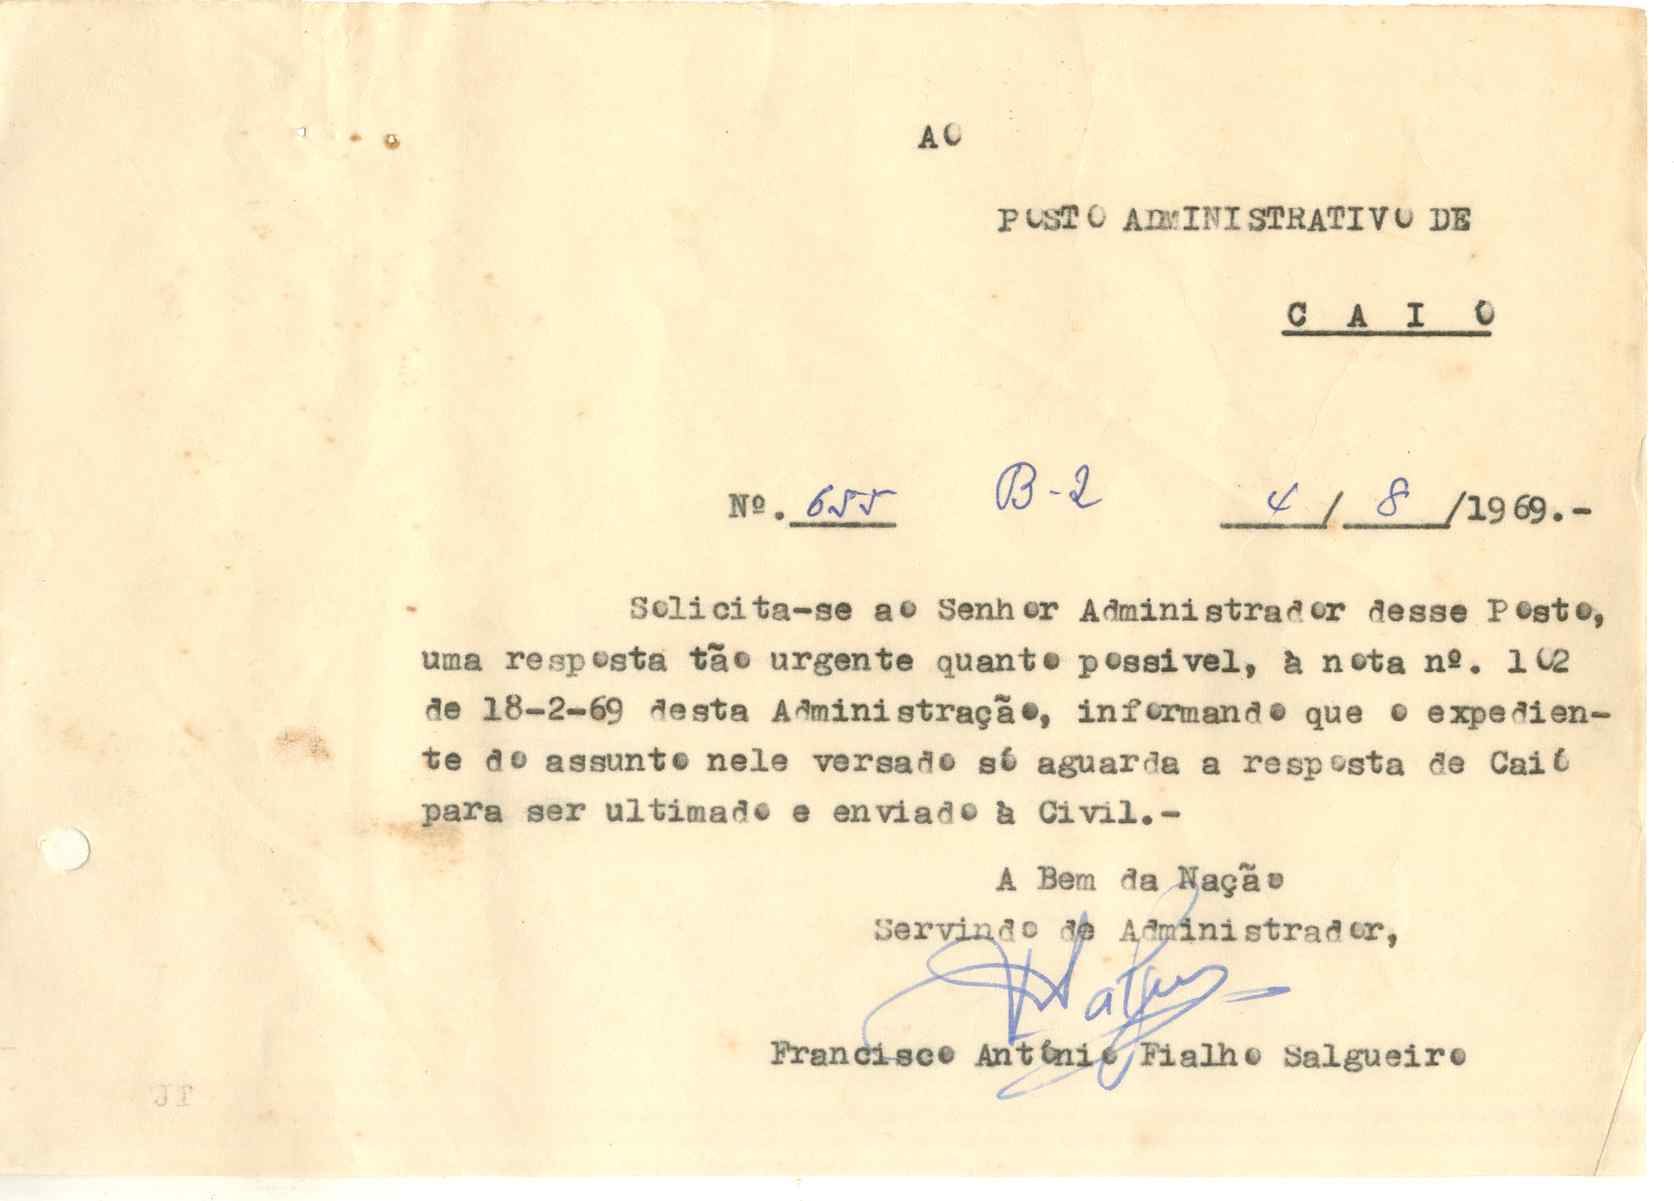 AO
POSTO ADMINISTRATIVO DE
C A I Ó
Nº. 655 B-2 4/ 8 /1969.-
Solicita-se ao Senhor Administrador desse Posto,
uma resposta tão urgente quanto possivel, à nota nº. 102
de 18-2-69 desta Administração, informando que o expedien-
te do assunto nele versado só aguarda a resposta de Caió
para ser ultimado e enviado à Civil.-
A Bem da Nação
Servindo de Administrador,
Francisco António Fialho Salgueiro